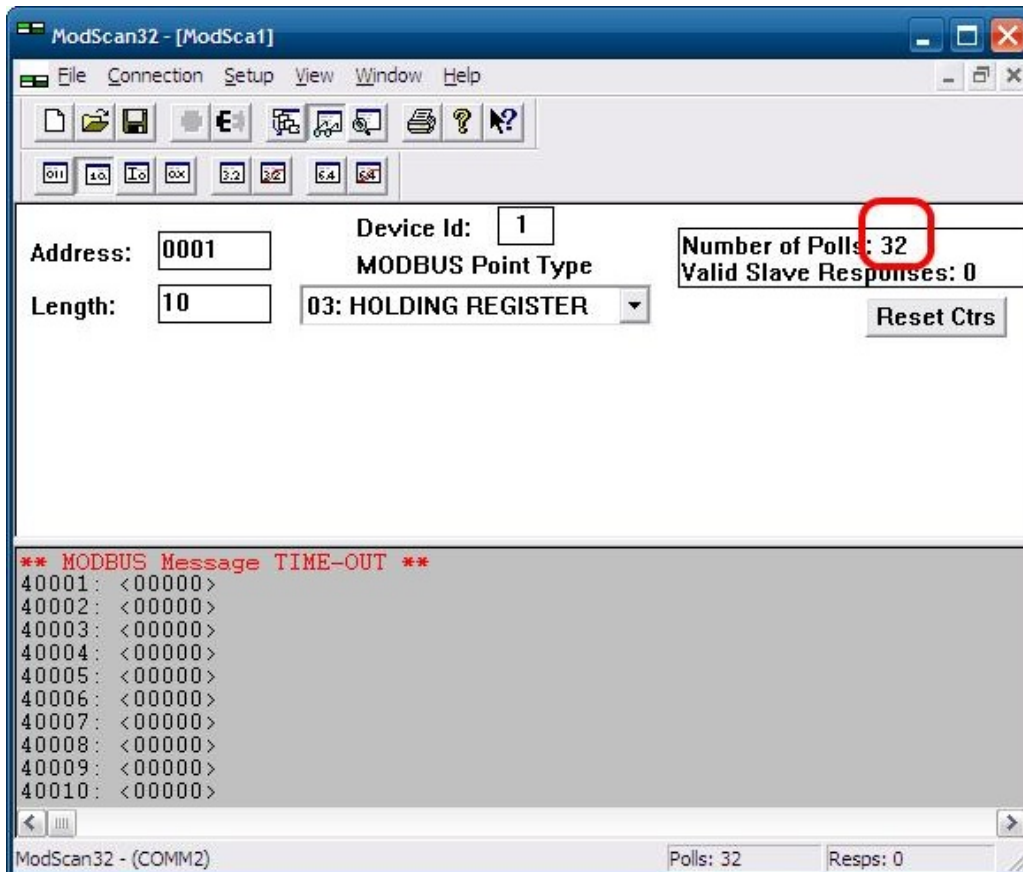 ModScan32 - [ModSca1]
File Connection Setup View Window Help
Address: 0001
Device Id: 1
MODBUS Point Type
Length: 10
03: HOLDING REGISTER
Number of Polls: 32
Valid Slave Responses: 0
Reset Ctrs
** MODBUS Message TIME-OUT **
40001: <00000>
40002: <00000>
40003: <00000>
40004: <00000>
40005: <00000>
40006: <00000>
40007: <00000>
40008: <00000>
40009: <00000>
40010: <00000>
ModScan32 - (COMM2)
Polls: 32
Resps: 0